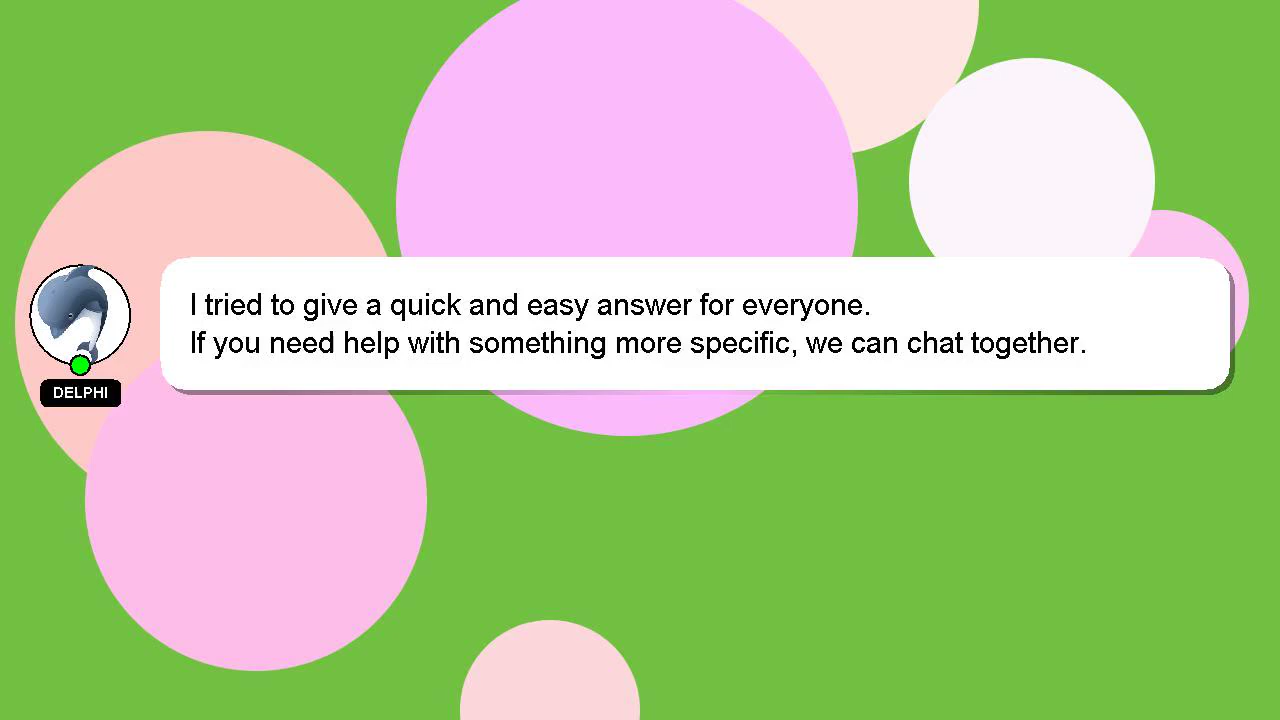 I tried to give a quick and easy answer for everyone.
If you need help with something more specific, we can chat together.
DELPHI